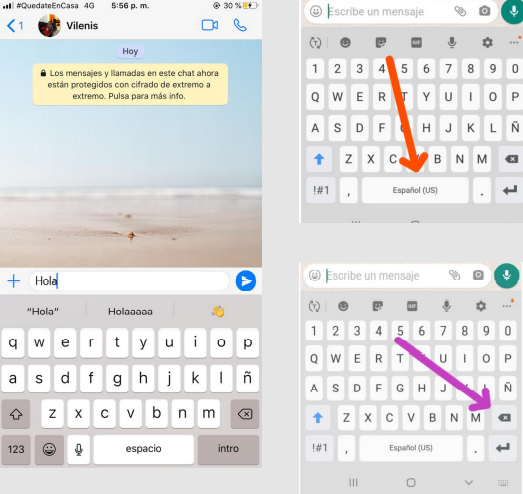 #QuedateEnCasa 4G 5:56 p. m. 30 %
1 Vilenis
Hoy
Los mensajes y llamadas en este chat ahora
están protegidos con cifrado de extremo a
extremo. Pulsa para más info.
Hola
"Hola" Holaaaaa
q w e r t y u i o p
a s d f g h j k l ñ
z x c v b n m
123 espacio intro
Escribe un mensaje
GIF
1 2 3 4 5 6 7 8 9 0
Q W E R T Y U I O P
A S D F G H J K L Ñ
Z X C V B N M
!#1 , Español (US) .
Escribe un mensaje
GIF
1 2 3 4 5 6 7 8 9 0
Q W E R T U I O P
A S D F G H J L Ñ
Z X C V B N M
!#1 , Español (US) .